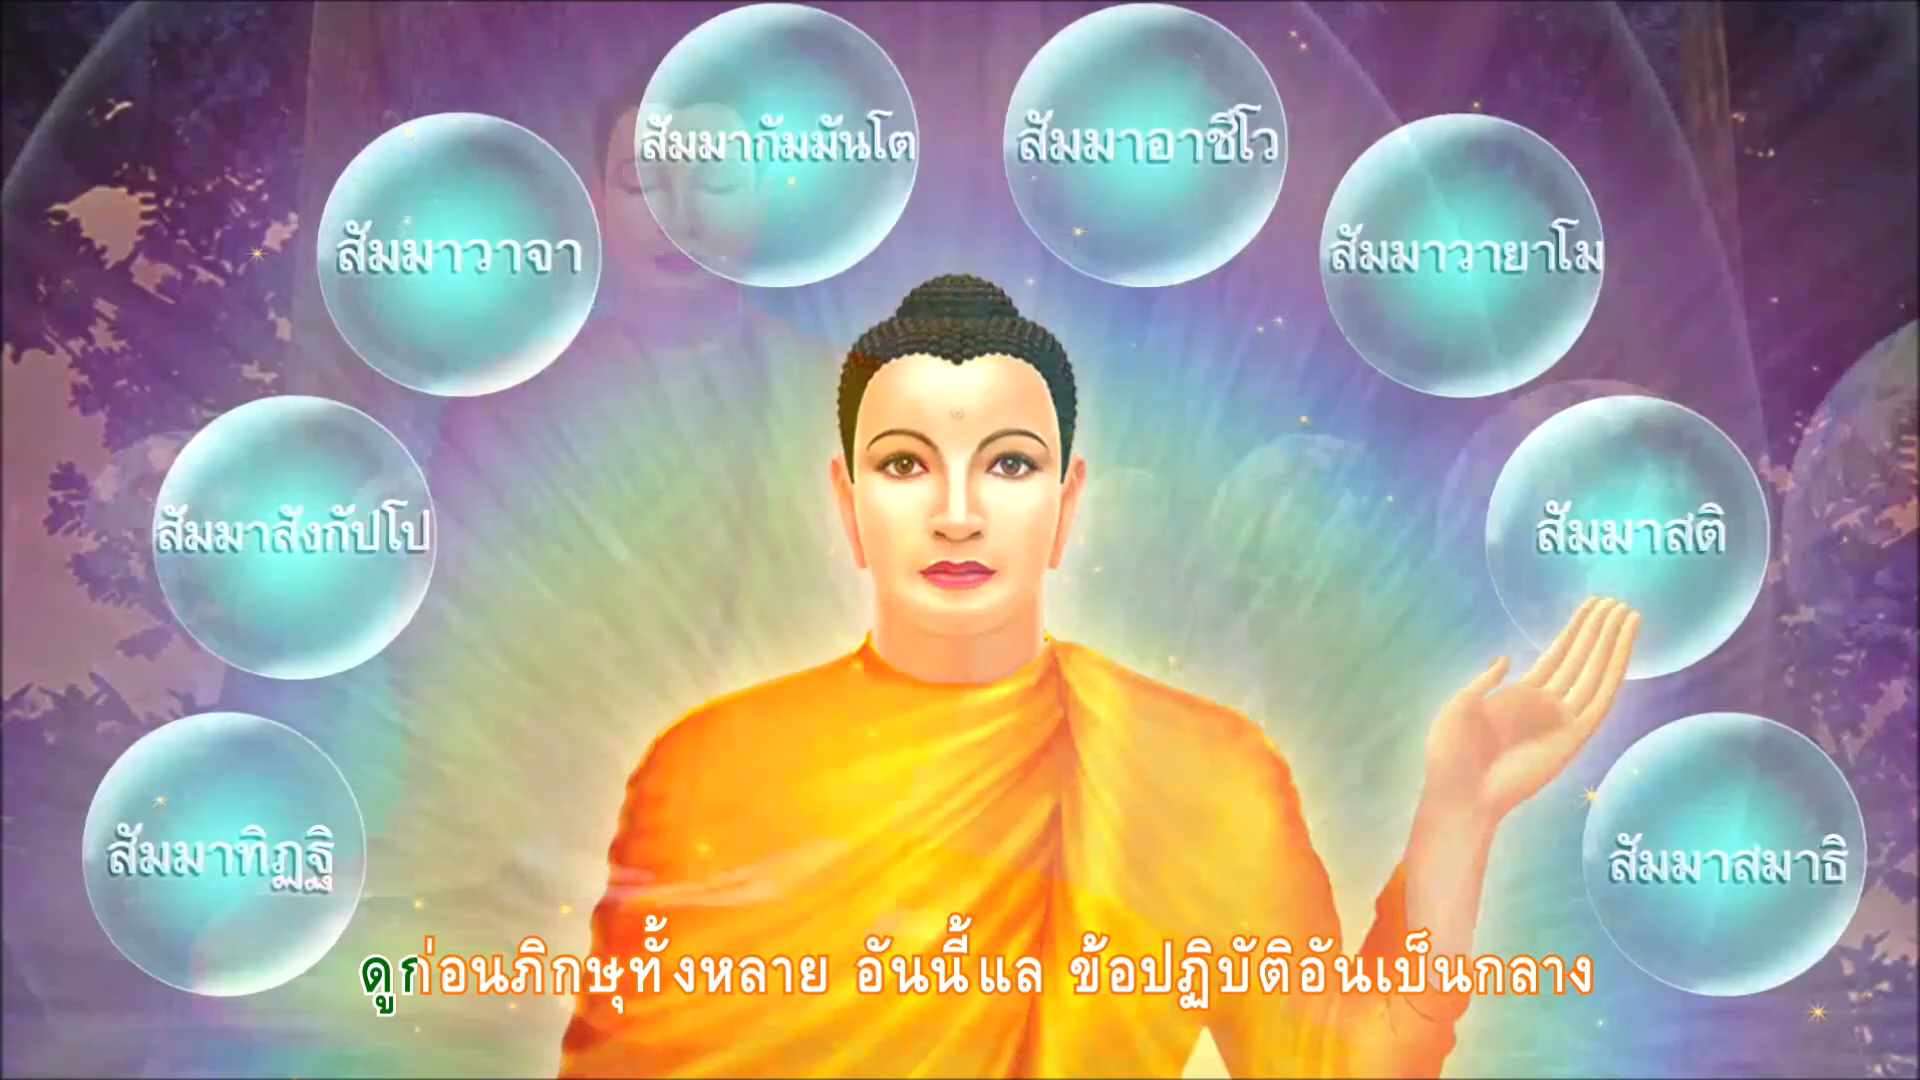 สัมมากัมมันโต
สัมมาอาชีโว
สัมมาวาจา
สัมมาวายาโม
สัมมาสังกัปโป
สัมมาสติ
สัมมาทิฏฐิ
สัมมาสมาธิ
ดูก่อนภิกษุทั้งหลาย อันนี้แล ข้อปฏิบัติอันเป็นกลาง